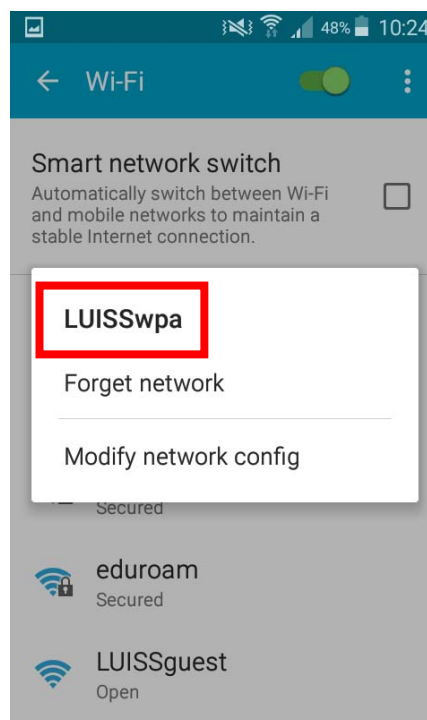 48% 10:24
Wi-Fi
Smart network switch
Automatically switch between Wi-Fi
and mobile networks to maintain a
stable Internet connection.
LUISSwpa
Forget network
Modify network config
Secured
eduroam
Secured
LUISSguest
Open